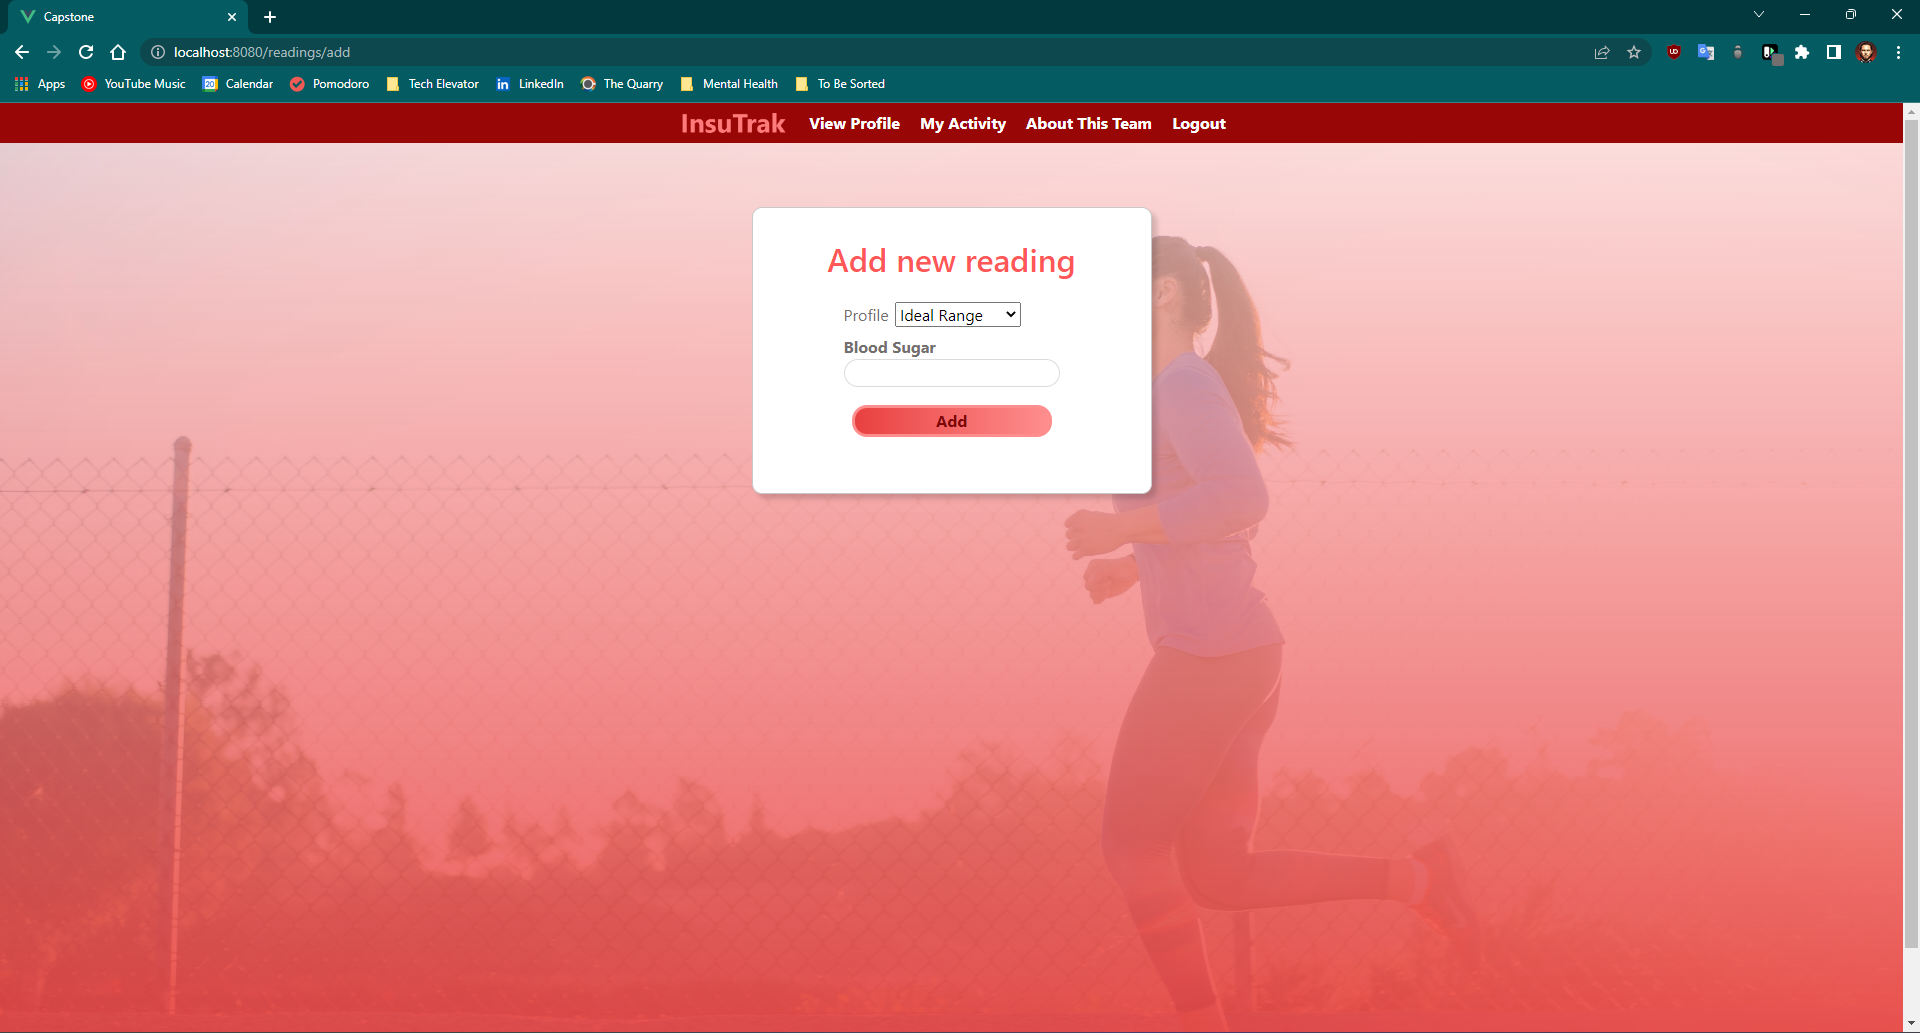 Capstone
localhost:8080/readings/add
Apps YouTube Music 20 Calendar Pomodoro Tech Elevator in LinkedIn The Quarry Mental Health To Be Sorted
InsuTrak View Profile My Activity About This Team Logout
Add new reading
Profile Ideal Range
Blood Sugar
Add